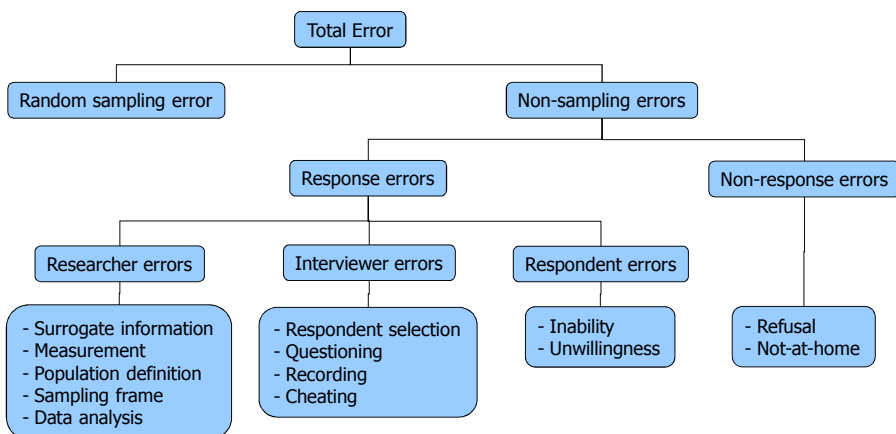 Total Error
Random sampling error
Non-sampling errors
Response errors
Non-response errors
Researcher errors
Interviewer errors
Respondent errors
- Surrogate information
- Measurement
- Population definition
- Sampling frame
- Data analysis
- Respondent selection
- Questioning
- Recording
- Cheating
- Inability
- Unwillingness
- Refusal
- Not-at-home